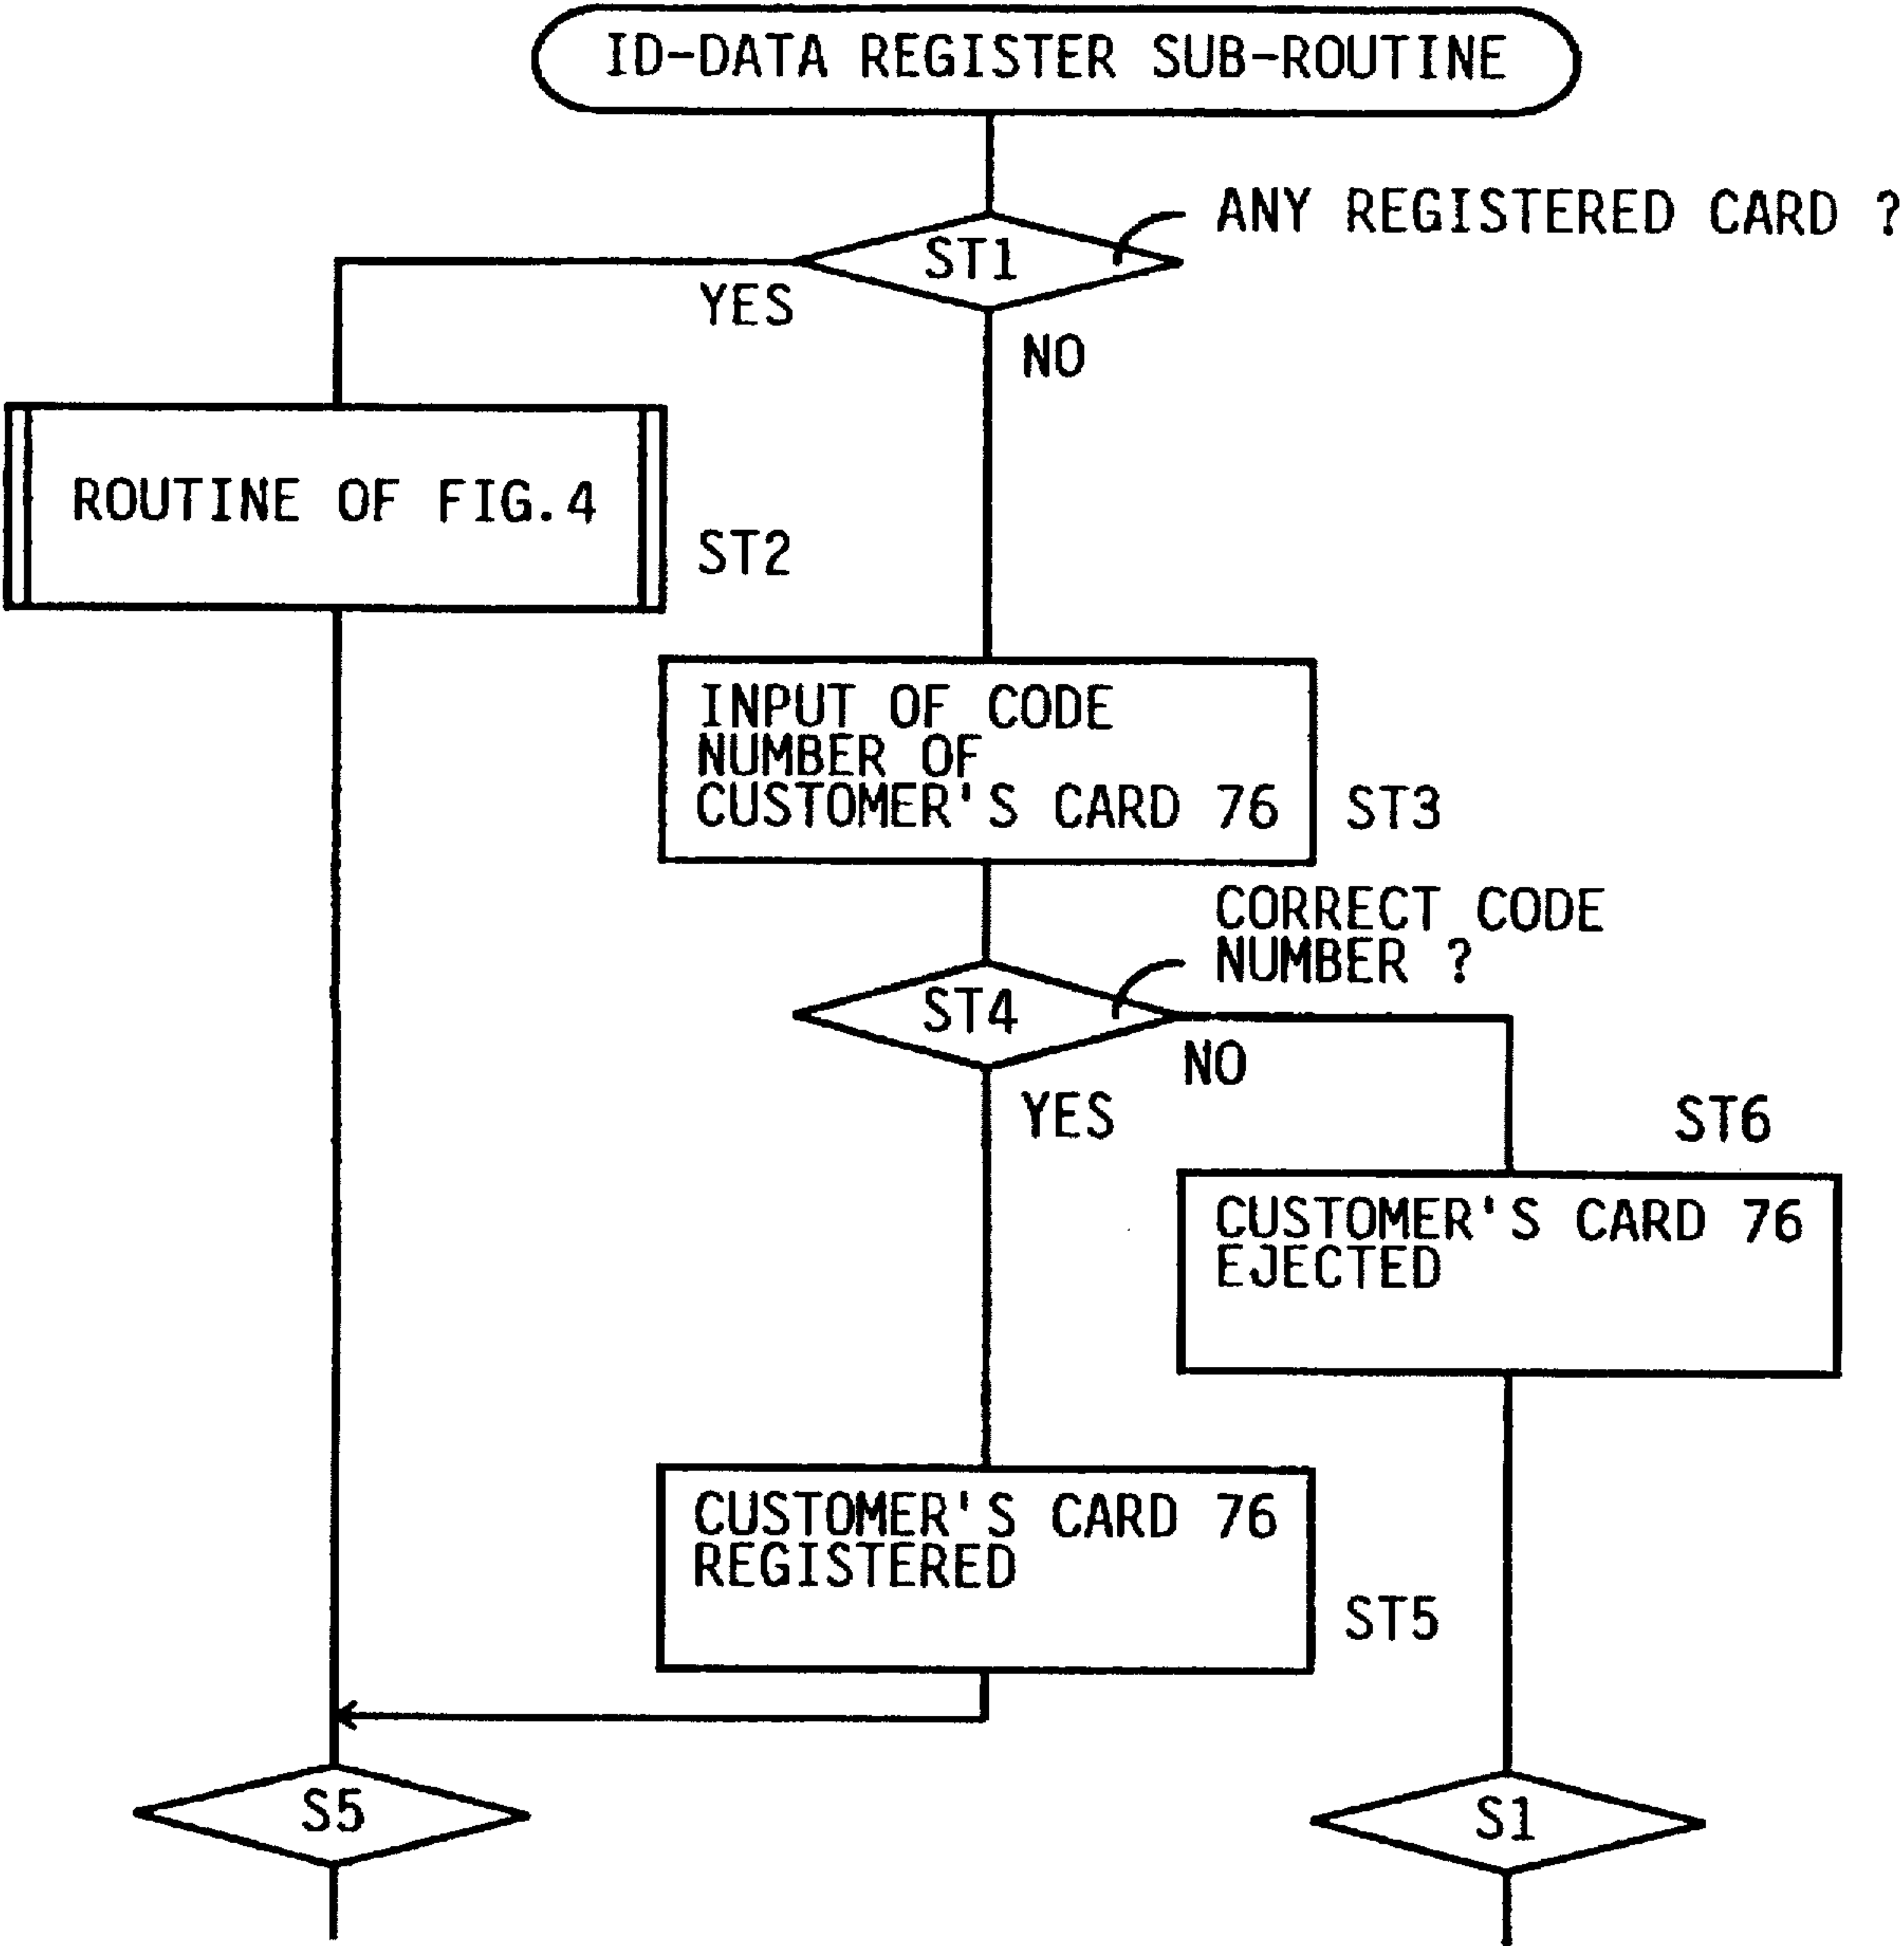 ID-DATA REGISTER SUB-ROUTINE
ANY REGISTERED CARD ?
ST1
YES
NO
ROUTINE OF FIG.4
ST2
INPUT OF CODE
NUMBER OF
CUSTOMER'S CARD 76
ST3
CORRECT CODE
NUMBER ?
ST4
NO
YES
ST6
CUSTOMER'S CARD 76
EJECTED
CUSTOMER'S CARD 76
REGISTERED
ST5
S5
S1